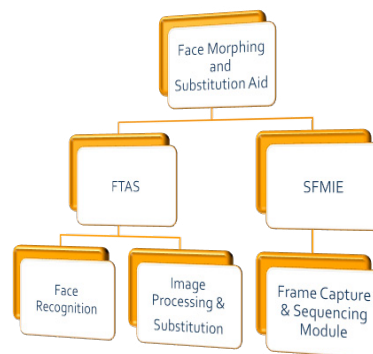 Face Morphing
and
Substitution Aid
FTAS
SFMIE
Face
Recognition
Image
Processing &
Substitution
Frame Capture
& Sequencing
Module